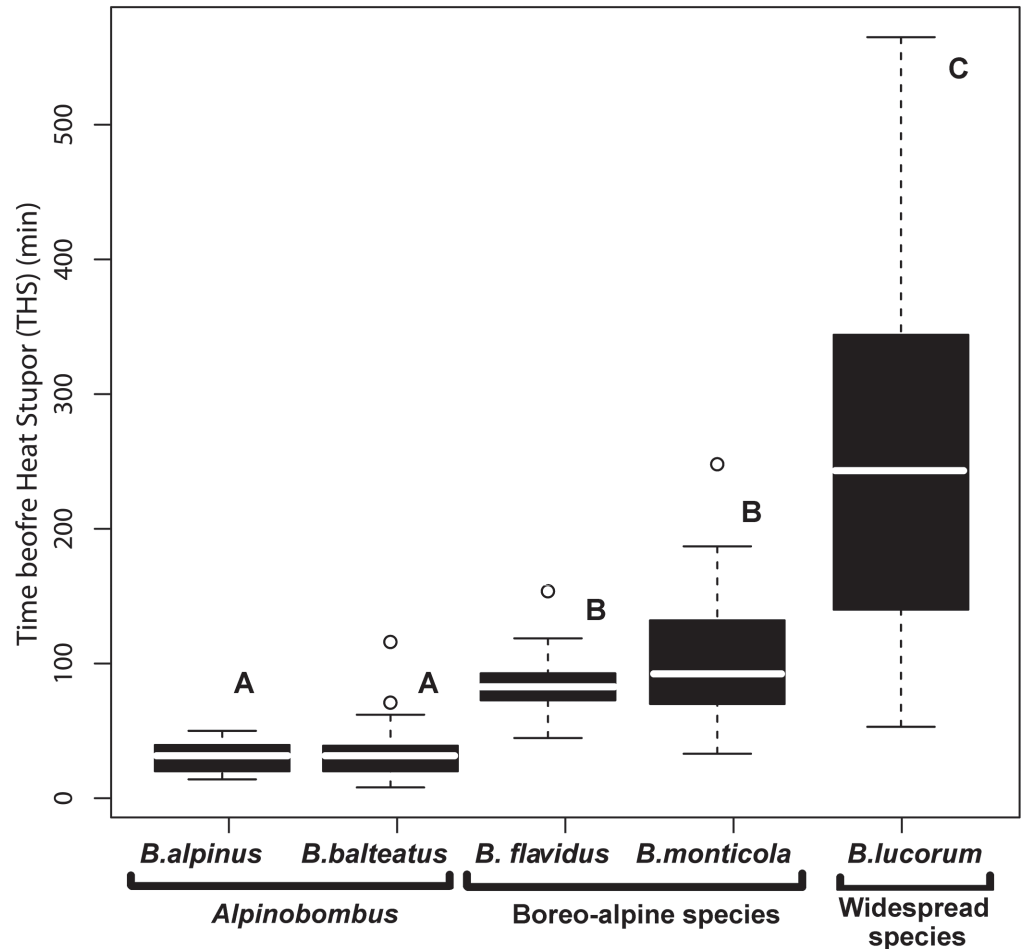 Time beofre Heat Stupor (THS) (min)
500
400
300
200
100
0
A
A
B
B
C
B.alpinus B.balteatus B. flavidus B.monticola B.lucorum
Alpinobombus Boreo-alpine species Widespread
species